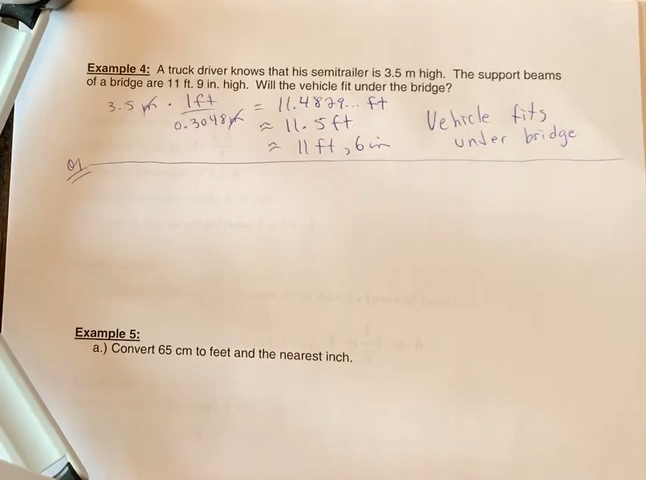 Example 4: A truck driver knows that his semitrailer is 3.5 m high. The support beams
of a bridge are 11 ft. 9 in. high. Will the vehicle fit under the bridge?
3.5 m · 1ft / 0.3048 m = 11.4829... ft
≈ 11.5 ft
≈ 11 ft, 6 in
Vehicle fits
under bridge
Example 5:
a.) Convert 65 cm to feet and the nearest inch.